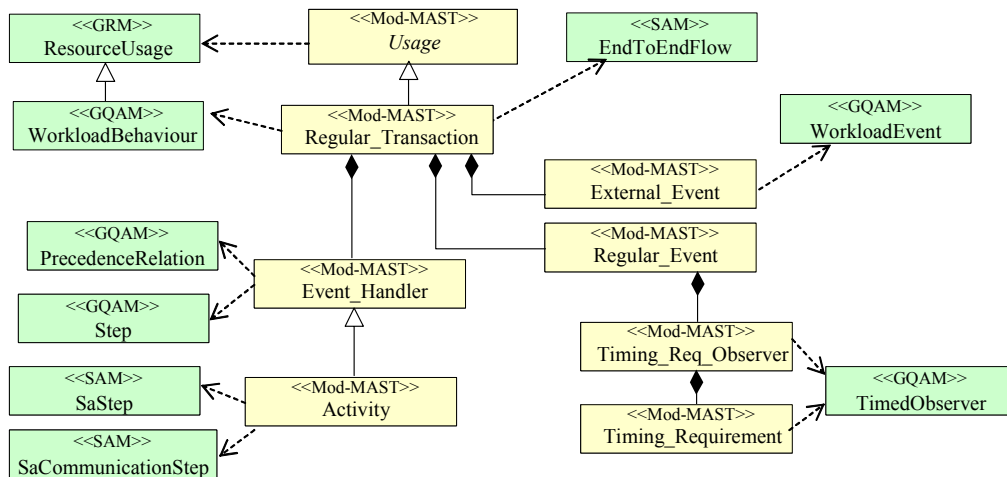 <<GRM>>
ResourceUsage
<<Mod-MAST>>
Usage
<<SAM>>
EndToEndFlow
<<GQAM>>
WorkloadBehaviour
<<Mod-MAST>>
Regular_Transaction
<<GQAM>>
WorkloadEvent
<<Mod-MAST>>
External_Event
<<GQAM>>
PrecedenceRelation
<<Mod-MAST>>
Regular_Event
<<Mod-MAST>>
Event_Handler
<<GQAM>>
Step
<<Mod-MAST>>
Timing_Req_Observer
<<SAM>>
SaStep
<<Mod-MAST>>
Activity
<<GQAM>>
TimedObserver
<<Mod-MAST>>
Timing_Requirement
<<SAM>>
SaCommunicationStep